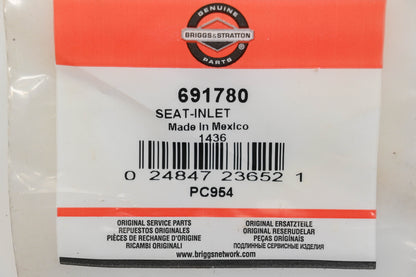 GENUINE
BRIGGS & STRATTON
PARTS
691780
SEAT-INLET
Made In Mexico
1436
0 24847 23652 1
PC954
ORIGINAL SERVICE PARTS
REPUESTOS ORIGINALES
PIÈCES DE RECHANGE D'ORIGINE
RICAMBI ORIGINALI
ORIGINAL ERSATZTEILE
ORIGINAL RESERUDELAR
PEÇAS ORIGINAIS
ПОДЛИННЫЕ СЕРВИСНЫЕ ИЗДЕЛИЯ
www.briggsnetwork.com